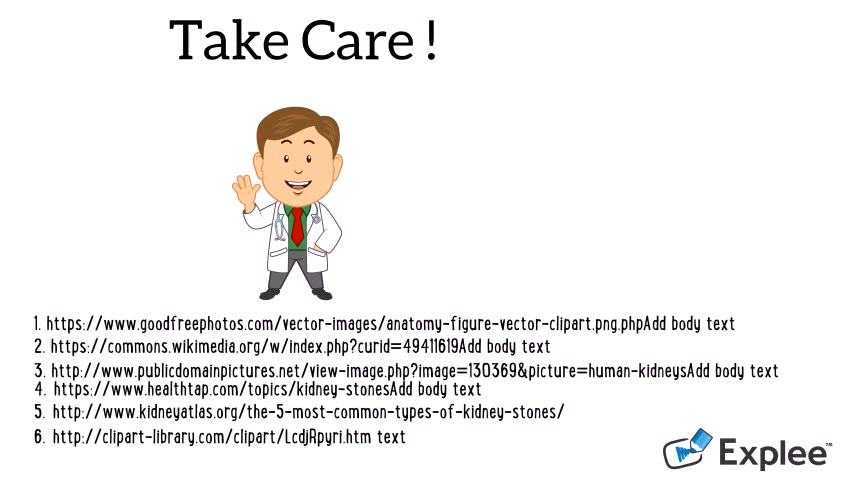 Take Care !
1. https://www.goodfreephotos.com/vector-images/anatomy-figure-vector-clipart.png.phpAdd body text
2. https://commons.wikimedia.org/w/index.php?curid=49411619Add body text
3. http://www.publicdomainpictures.net/view-image.php?image=130369&picture=human-kidneysAdd body text
4. https://www.healthtap.com/topics/kidney-stonesAdd body text
5. http://www.kidneyatlas.org/the-5-most-common-types-of-kidney-stones/
6. http://clipart-library.com/clipart/LcdjRpyri.htm text
Explee™